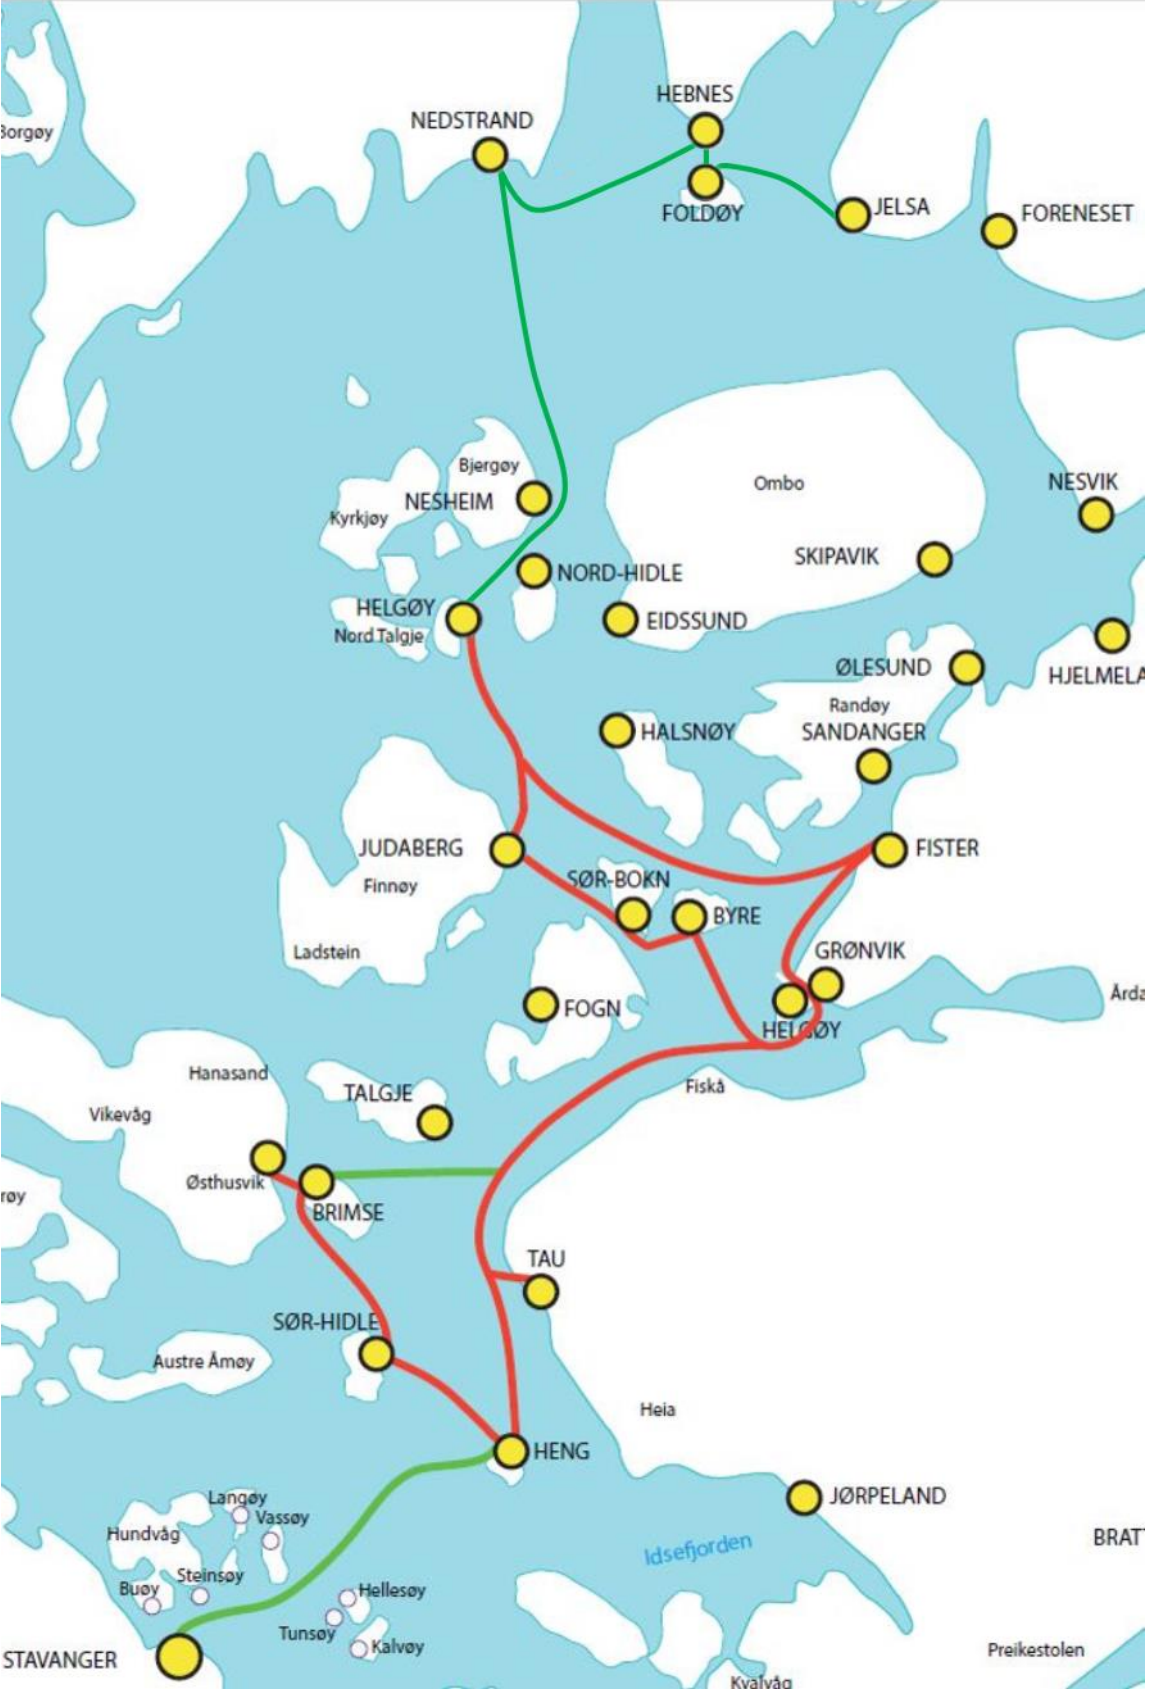 HEBNES
NEDSTRAND
Borgøy
FOLDØY
JELSA
FORENESET
Bjergøy
Ombo
NESVIK
NESHEIM
Kyrkjøy
SKIPAVIK
NORD-HIDLE
HELGØY
EIDSSUND
Nord Talgje
ØLESUND
HJELMELA
Randøy
HALSNØY
SANDANGER
JUDABERG
FISTER
SØR-BOKN
Finnøy
BYRE
Ladstein
GRØNVIK
Årda
FOGN
HELGØY
Hanasand
Fiskå
TALGJE
Vikevåg
Østhusvik
røy
BRIMSE
TAU
SØR-HIDLE
Austre Åmøy
Heia
HENG
JØRPELAND
Langøy
Vassøy
Hundvåg
BRAT
Idsefjorden
Steinsøy
Buøy
Hellesøy
Tunsøy
Kalvøy
STAVANGER
Preikestolen
Kvalvåg